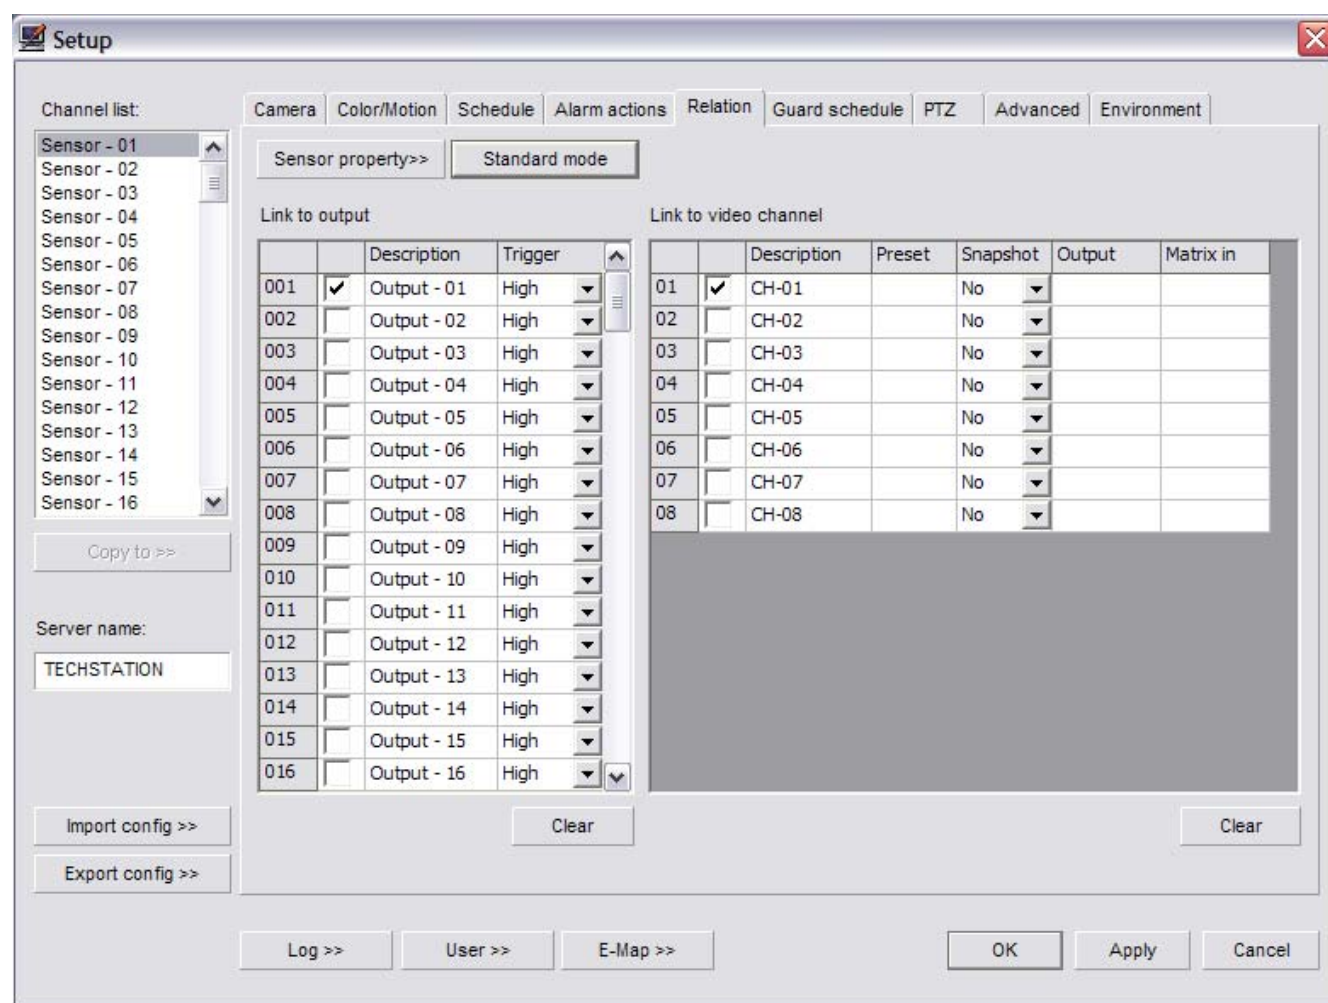 Setup
Channel list:
Sensor - 01
Sensor - 02
Sensor - 03
Sensor - 04
Sensor - 05
Sensor - 06
Sensor - 07
Sensor - 08
Sensor - 09
Sensor - 10
Sensor - 11
Sensor - 12
Sensor - 13
Sensor - 14
Sensor - 15
Sensor - 16
Copy to >>
Server name:
TECHSTATION
Import config >>
Export config >>
Camera Color/Motion Schedule Alarm actions Relation Guard schedule PTZ Advanced Environment
Sensor property>> Standard mode
Link to output
Description Trigger
001 Output - 01 High
002 Output - 02 High
003 Output - 03 High
004 Output - 04 High
005 Output - 05 High
006 Output - 06 High
007 Output - 07 High
008 Output - 08 High
009 Output - 09 High
010 Output - 10 High
011 Output - 11 High
012 Output - 12 High
013 Output - 13 High
014 Output - 14 High
015 Output - 15 High
016 Output - 16 High
Clear
Link to video channel
Description Preset Snapshot Output Matrix in
01 CH-01 No
02 CH-02 No
03 CH-03 No
04 CH-04 No
05 CH-05 No
06 CH-06 No
07 CH-07 No
08 CH-08 No
Clear
Log >> User >> E-Map >> OK Apply Cancel